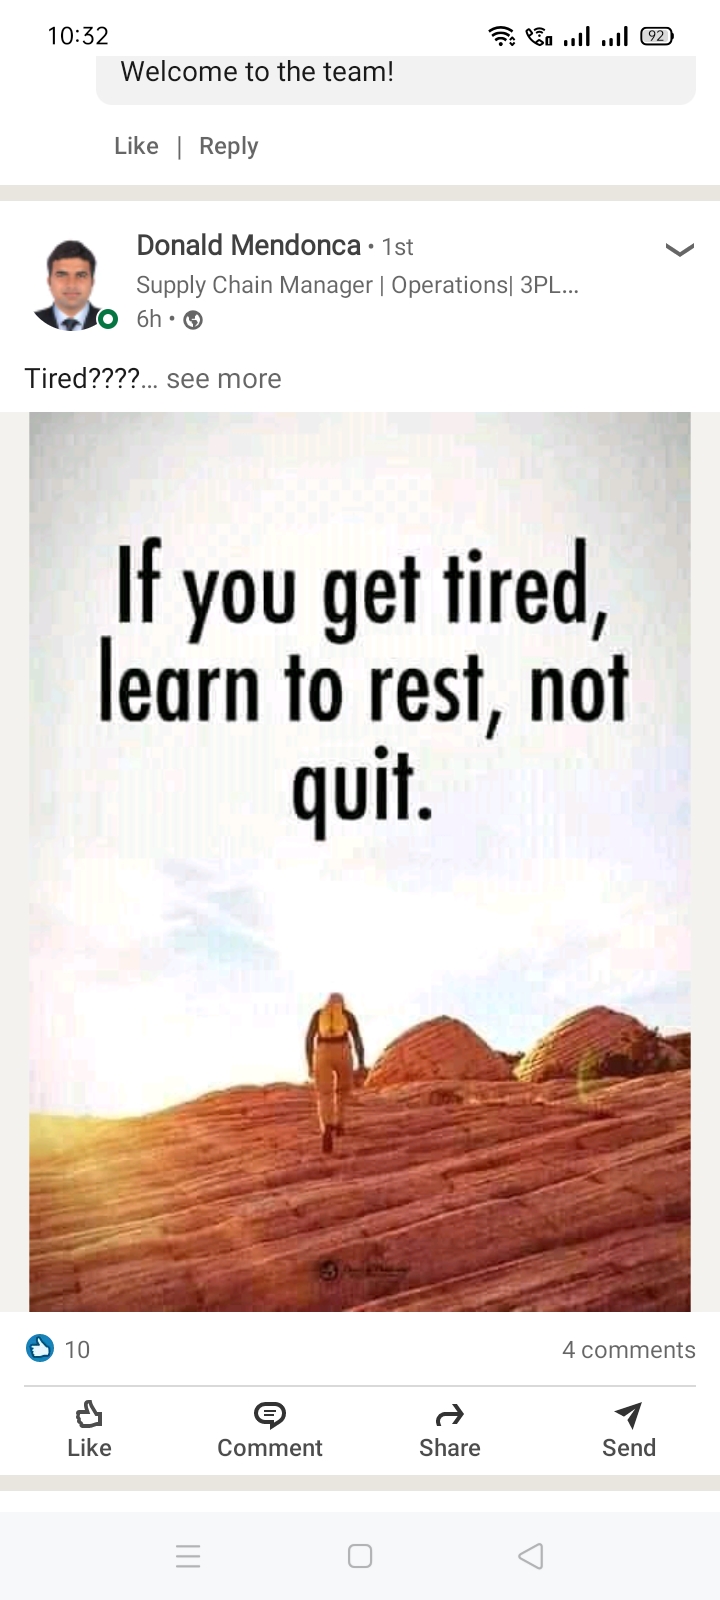 10:32
92
Welcome to the team!
Like | Reply
Donald Mendonca • 1st
Supply Chain Manager | Operations| 3PL...
6h •
Tired????... see more
If you get tired,
learn to rest, not
quit.
10
4 comments
Like
Comment
Share
Send